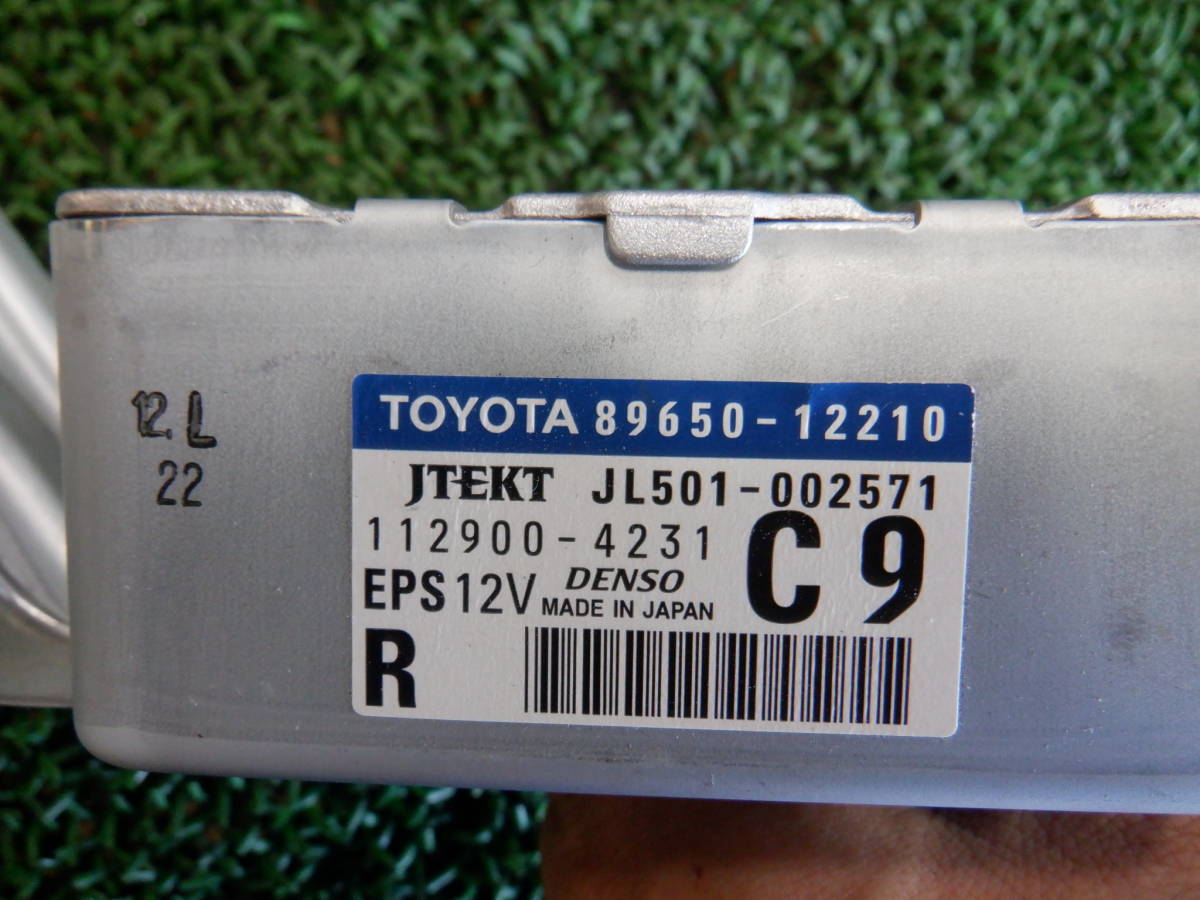 12.L
22
TOYOTA 89650-12210
JTEKT JL501-002571
112900-4231
C9
EPS 12V DENSO
MADE IN JAPAN
R